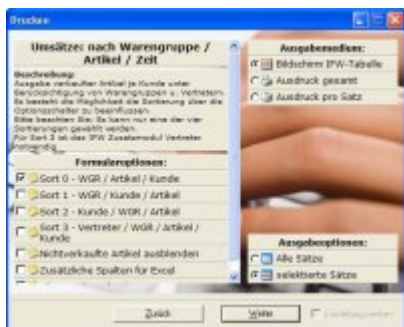 Drucken
Umsätze: nach Warengruppe /
Artikel / Zeit
Beschreibung:
Ausgabe verkaufter Artikel je Kunde unter
Berücksichtigung von Warengruppen u. Vertretern.
Es besteht die Möglichkeit die Sortierung über die
Optionsschalter zu beeinflussen.
Bitte beachten Sie: Es kann nur eine der vier
Sortierungen gewählt werden.
Für Sort 3 ist das IFW Zusatzmodul Vertreter
notwendig
Formularoptionen:
Sort 0 - WGR / Artikel / Kunde
Sort 1 - WGR / Kunde / Artikel
Sort 2 - Kunde / WGR / Artikel
Sort 3 - Vertreter / WGR / Artikel /
Kunde
Nichtverkaufte Artikel ausblenden
Zusätzliche Spalten für Excel
Ausgabemedium:
Bildschirm IFW-Tabelle
Ausdruck gesamt
Ausdruck pro Satz
Ausgabeoptionen:
Alle Sätze
selektierte Sätze
Zurück
Weiter